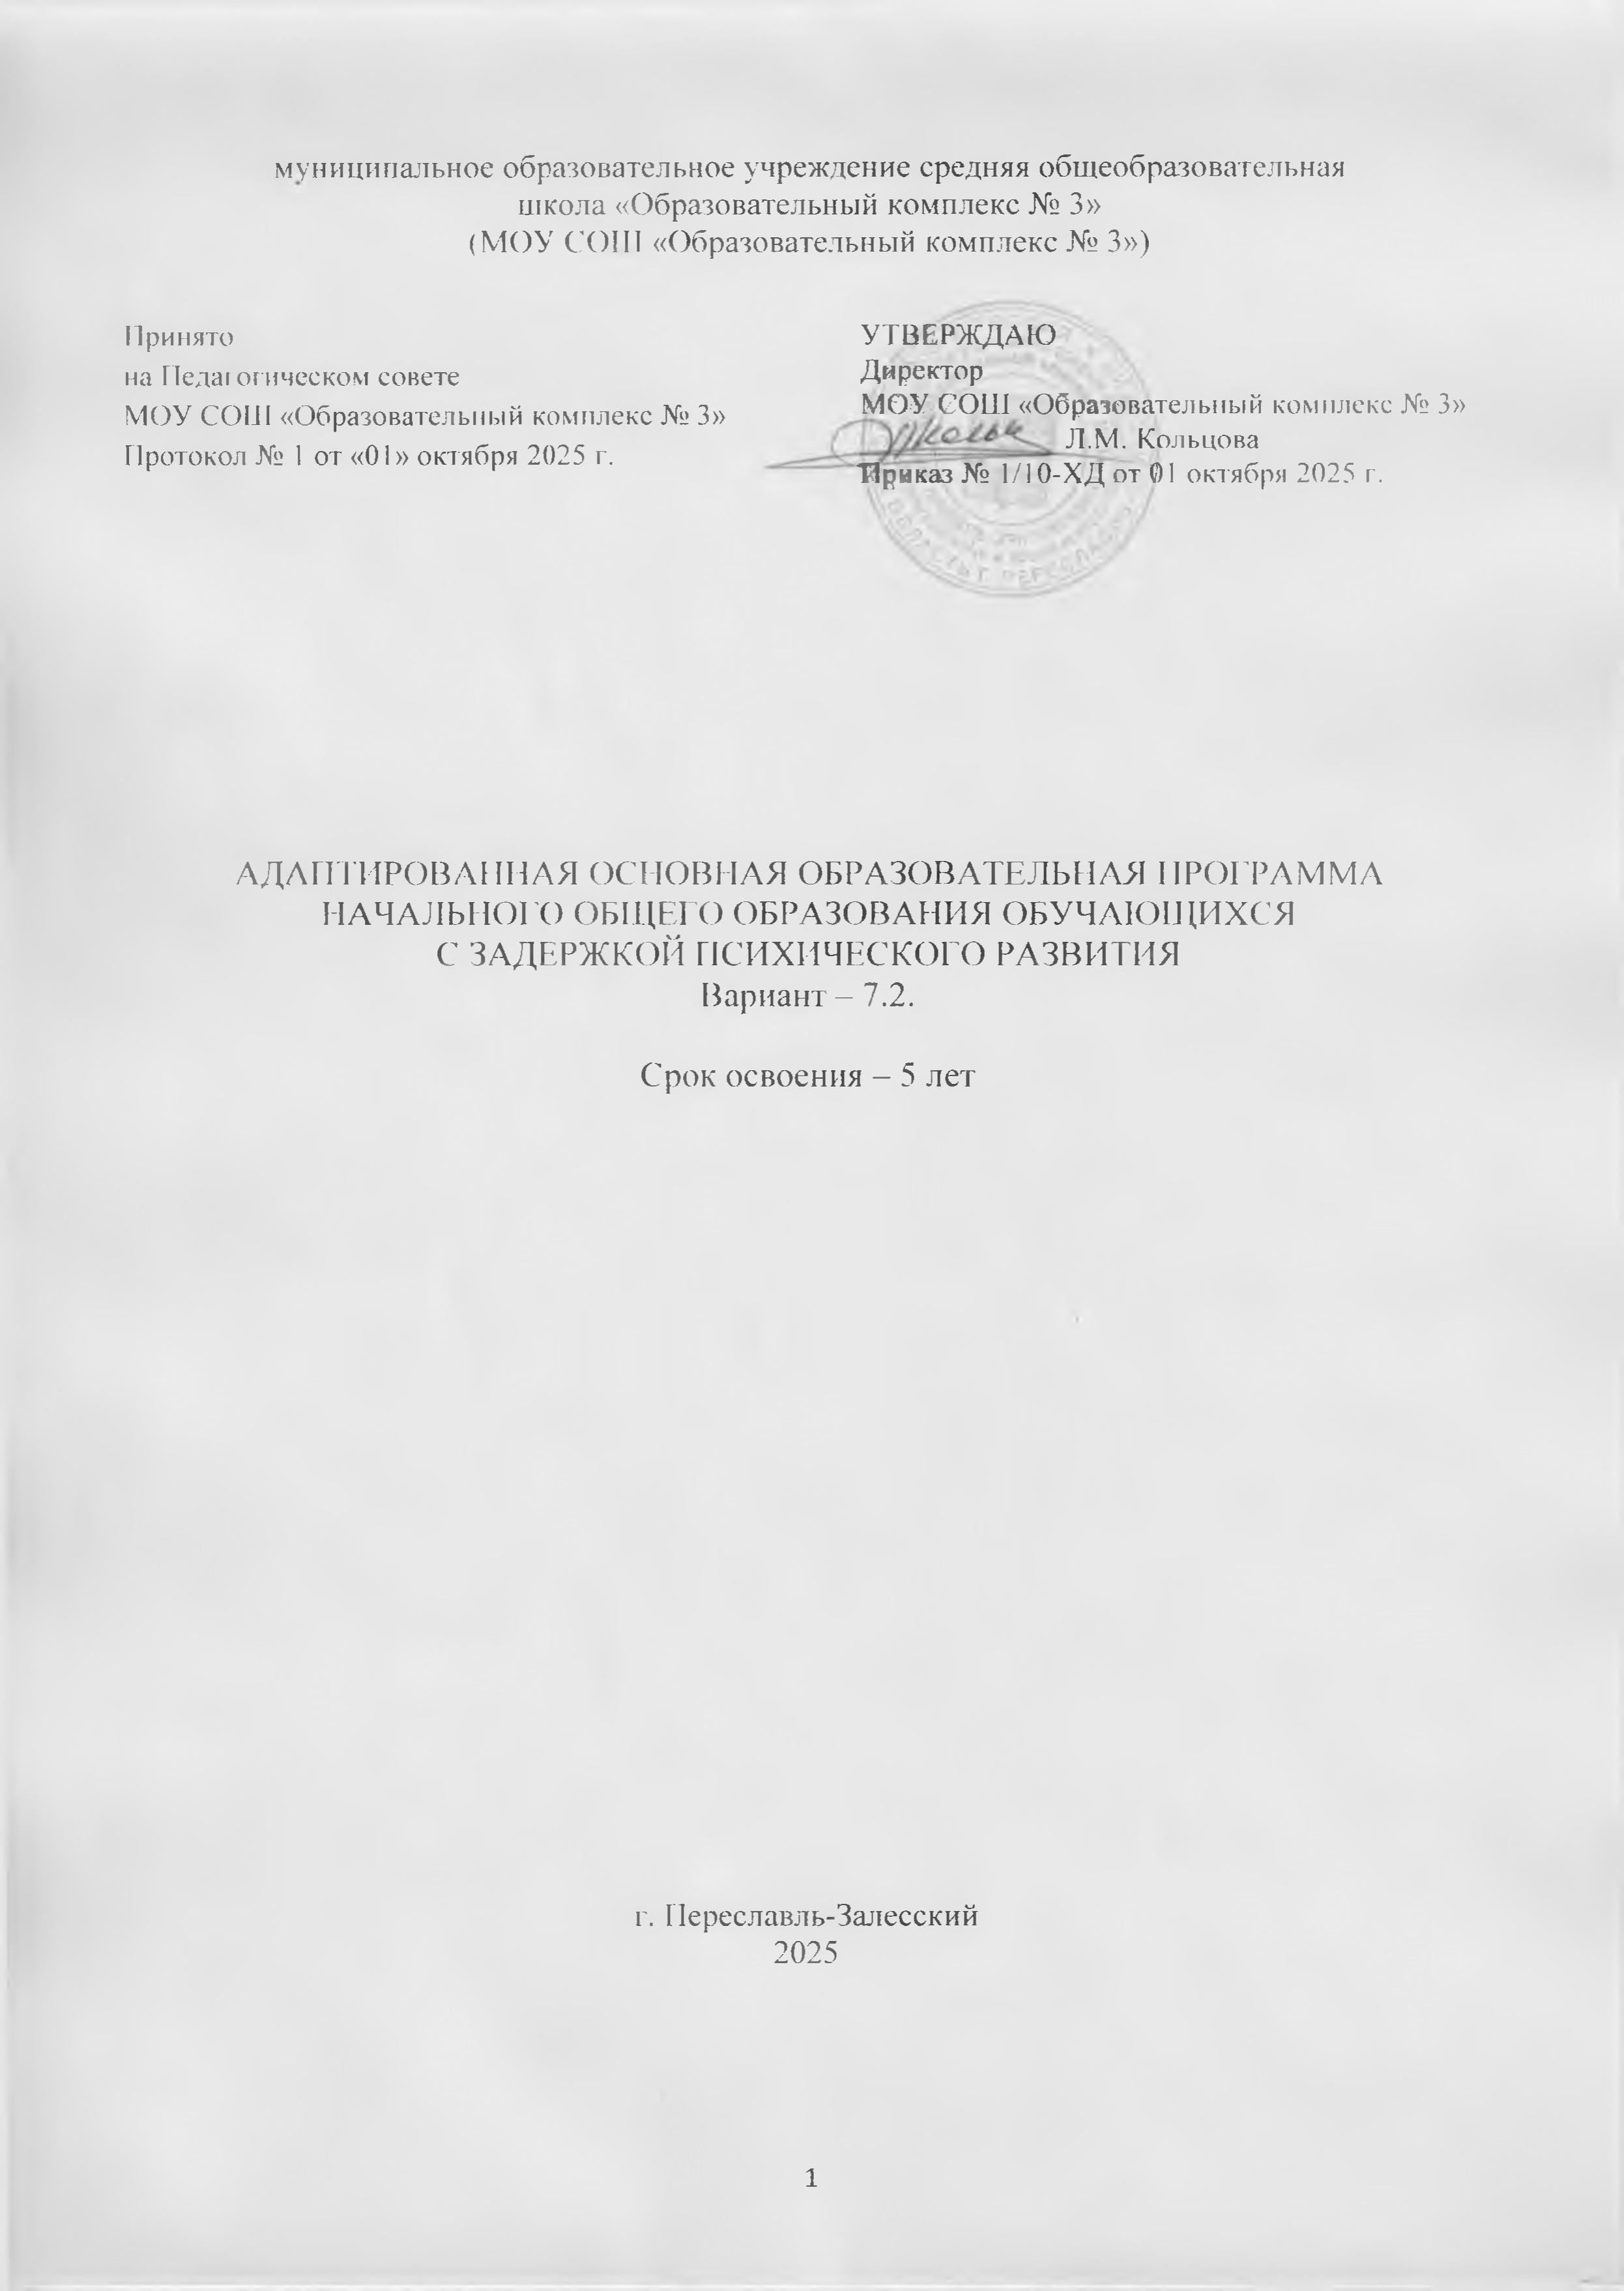 муниципальное образовательное учреждение средняя общеобразовательная
школа «Образовательный комплекс № 3»
(МОУ СОШ «Образовательный комплекс № 3»)
Принято
на Педагогическом совете
МОУ СОШ «Образовательный комплекс № 3»
Протокол № 1 от «01» октября 2025 г.
УТВЕРЖДАЮ
Директор
МОУ СОШ «Образовательный комплекс № 3»
Л.М. Кольцова
Приказ № 1/10-ХД от 01 октября 2025 г.
АДАПТИРОВАННАЯ ОСНОВНАЯ ОБРАЗОВАТЕЛЬНАЯ ПРОГРАММА
НАЧАЛЬНОГО ОБЩЕГО ОБРАЗОВАНИЯ ОБУЧАЮЩИХСЯ
С ЗАДЕРЖКОЙ ПСИХИЧЕСКОГО РАЗВИТИЯ
Вариант – 7.2.
Срок освоения – 5 лет
г. Переславль-Залесский
2025
1